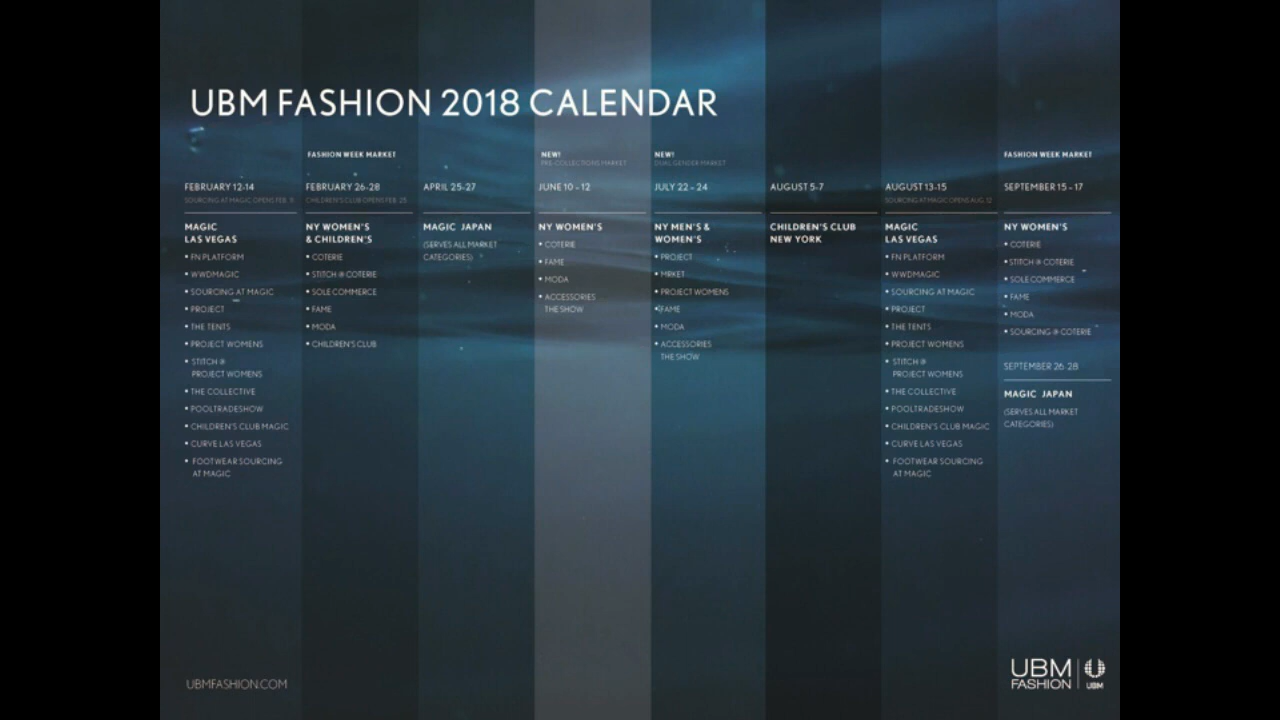 UBM FASHION 2018 CALENDAR
FEBRUARY 12-14
SOURCING AT MAGIC OPENS FEB. 11
MAGIC
LAS VEGAS
• FN PLATFORM
• WWDMAGIC
• SOURCING AT MAGIC
• PROJECT
• THE TENTS
• PROJECT WOMENS
• STITCH @
PROJECT WOMENS
• THE COLLECTIVE
• POOLTRADESHOW
• CHILDREN'S CLUB MAGIC
• CURVE LAS VEGAS
• FOOTWEAR SOURCING
AT MAGIC
FASHION WEEK MARKET
FEBRUARY 26-28
CHILDREN'S CLUB OPENS FEB. 25
NY WOMEN'S
& CHILDREN'S
• COTERIE
• STITCH @ COTERIE
• SOLE COMMERCE
• FAME
• MODA
• CHILDREN'S CLUB
APRIL 25-27
MAGIC JAPAN
(SERVES ALL MARKET
CATEGORIES)
NEW!
PRE-COLLECTIONS MARKET
JUNE 10 - 12
NY WOMEN'S
• COTERIE
• FAME
• MODA
• ACCESSORIES
THE SHOW
NEW!
DUAL GENDER MARKET
JULY 22 - 24
NY MEN'S &
WOMEN'S
• PROJECT
• MRKET
• PROJECT WOMENS
• FAME
• MODA
• ACCESSORIES
THE SHOW
AUGUST 5-7
CHILDREN'S CLUB
NEW YORK
AUGUST 13-15
SOURCING AT MAGIC OPENS AUG. 12
MAGIC
LAS VEGAS
• FN PLATFORM
• WWDMAGIC
• SOURCING AT MAGIC
• PROJECT
• THE TENTS
• PROJECT WOMENS
• STITCH @
PROJECT WOMENS
• THE COLLECTIVE
• POOLTRADESHOW
• CHILDREN'S CLUB MAGIC
• CURVE LAS VEGAS
• FOOTWEAR SOURCING
AT MAGIC
FASHION WEEK MARKET
SEPTEMBER 15 - 17
NY WOMEN'S
• COTERIE
• STITCH @ COTERIE
• SOLE COMMERCE
• FAME
• MODA
• SOURCING @ COTERIE
SEPTEMBER 26-28
MAGIC JAPAN
(SERVES ALL MARKET
CATEGORIES)
UBMFASHION.COM
UBM
FASHION
UBM